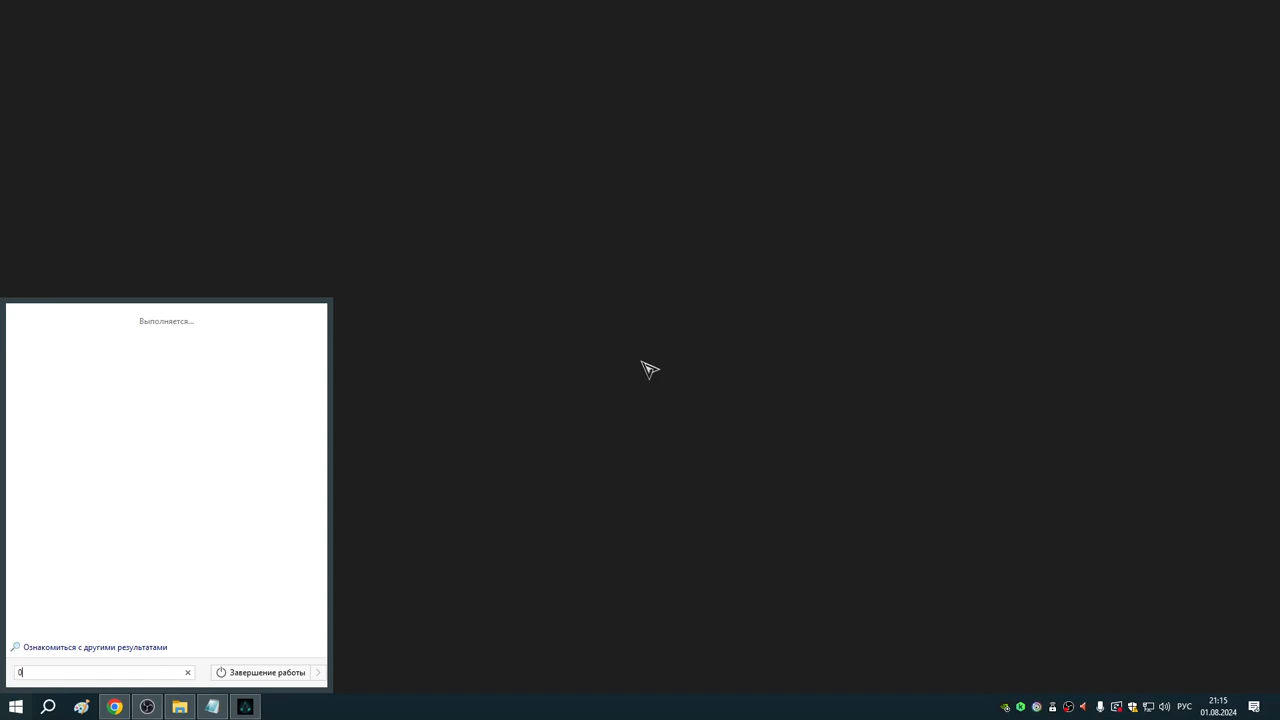 Выполняется...
Ознакомиться с другими результатами
0
Завершение работы
РУС
21:15
01.08.2024